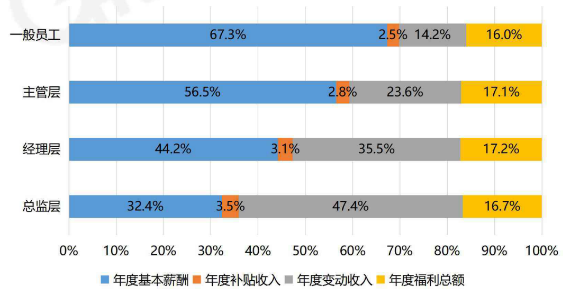 一般员工 67.3% 2.5% 14.2% 16.0%
主管层 56.5% 2.8% 23.6% 17.1%
经理层 44.2% 3.1% 35.5% 17.2%
总监层 32.4% 3.5% 47.4% 16.7%
0% 10% 20% 30% 40% 50% 60% 70% 80% 90% 100%
年度基本薪酬 年度补贴收入 年度变动收入 年度福利总额